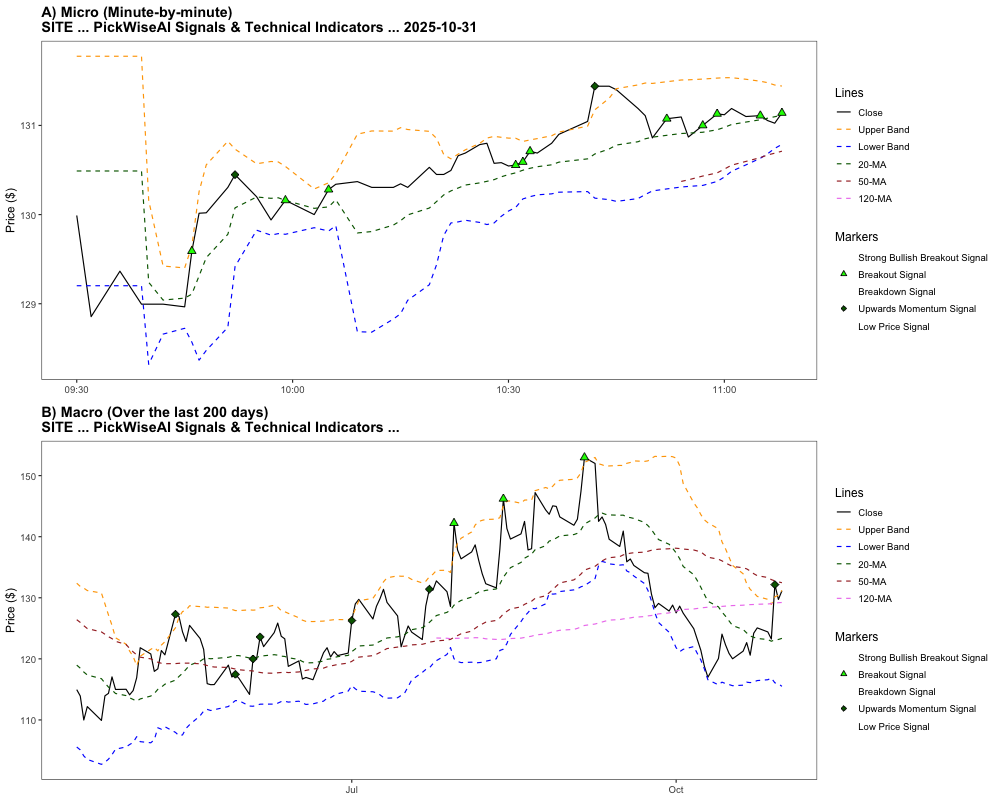 A) Micro (Minute-by-minute)
SITE ... PickWiseAI Signals & Technical Indicators ... 2025-10-31
Price ($)
131
130
129
09:30
10:00
10:30
11:00
Lines
Close
Upper Band
Lower Band
20-MA
50-MA
120-MA
Markers
Strong Bullish Breakout Signal
Breakout Signal
Breakdown Signal
Upwards Momentum Signal
Low Price Signal
B) Macro (Over the last 200 days)
SITE ... PickWiseAI Signals & Technical Indicators ...
Price ($)
150
140
130
120
110
Jul
Oct
Lines
Close
Upper Band
Lower Band
20-MA
50-MA
120-MA
Markers
Strong Bullish Breakout Signal
Breakout Signal
Breakdown Signal
Upwards Momentum Signal
Low Price Signal